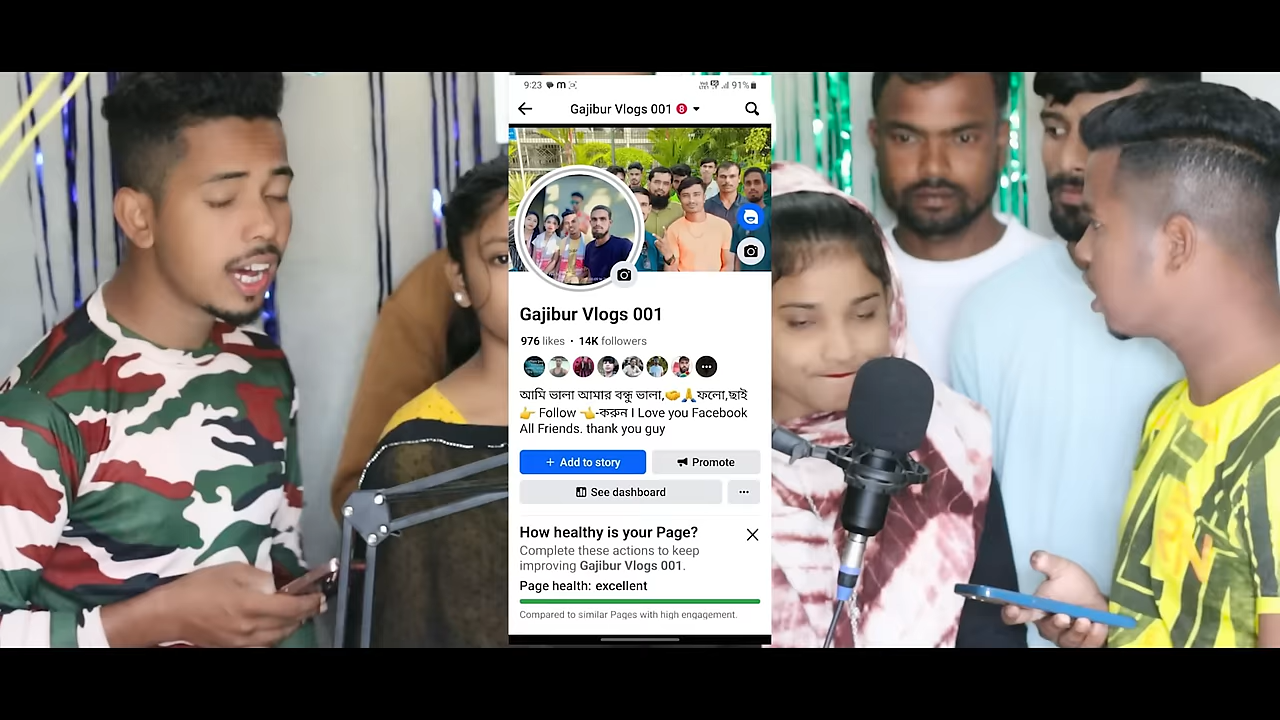 9:23 91%
Gajibur Vlogs 001 8
Gajibur Vlogs 001
976 likes • 14K followers
আমি ভালা আমার বন্ধু ভালা,🤝🙏ফলো,ছাই
👉 Follow 👈-করুন I Love you Facebook
All Friends. thank you guy
+ Add to story
Promote
See dashboard
How healthy is your Page?
Complete these actions to keep
improving Gajibur Vlogs 001.
Page health: excellent
Compared to similar Pages with high engagement.